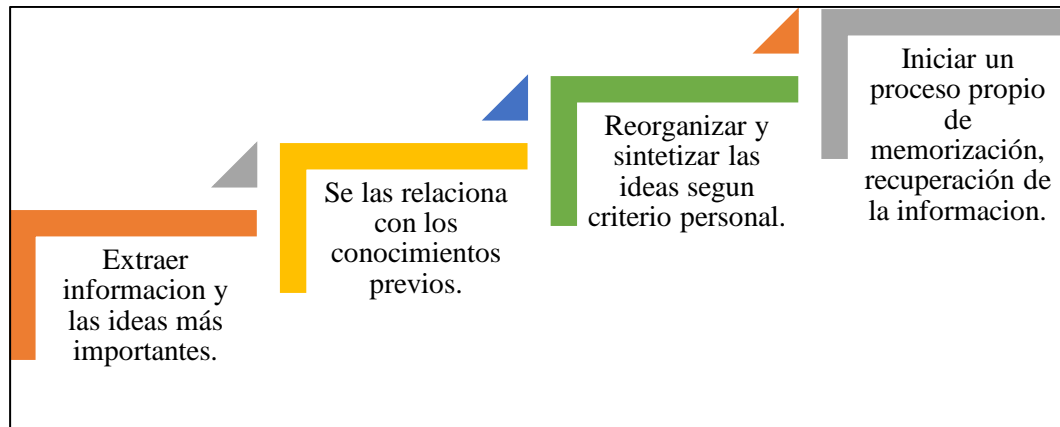 Extraer
informacion y
las ideas más
importantes.
Se las relaciona
con los
conocimientos
previos.
Reorganizar y
sintetizar las
ideas segun
criterio personal.
Iniciar un
proceso propio
de
memorización,
recuperación de
la informacion.